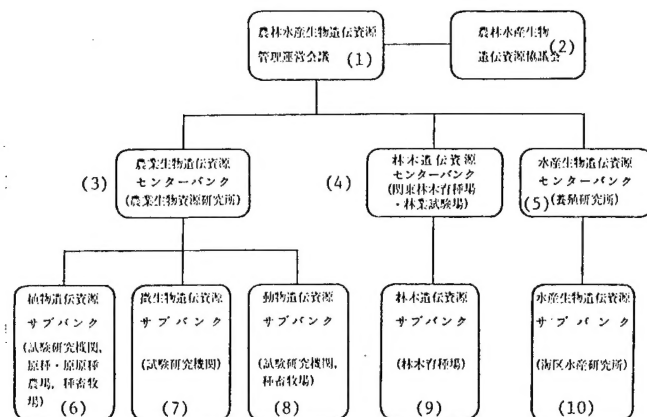 農林水産生物遺伝資源
管理運営会議 (1)
農林水産生物
遺伝資源協議会 (2)
(3)
農業生物遺伝資源
センターバンク
(農業生物資源研究所)
(4)
林木遺伝資源
センターバンク
(関東林木育種場
・林業試験場)
水産生物遺伝資源
センターバンク
(5) (養殖研究所)
植物遺伝資源
サブバンク
(試験研究機関,
原種・原原種
農場, 種畜牧
場)
(6)
微生物遺伝資源
サブバンク
(試験研究機関)
(7)
動物遺伝資源
サブバンク
(試験研究機関,
種畜牧場)
(8)
林木遺伝資源
サブバンク
(林木育種場)
(9)
水産生物遺伝資源
サブバンク
(海区水産研究所)
(10)